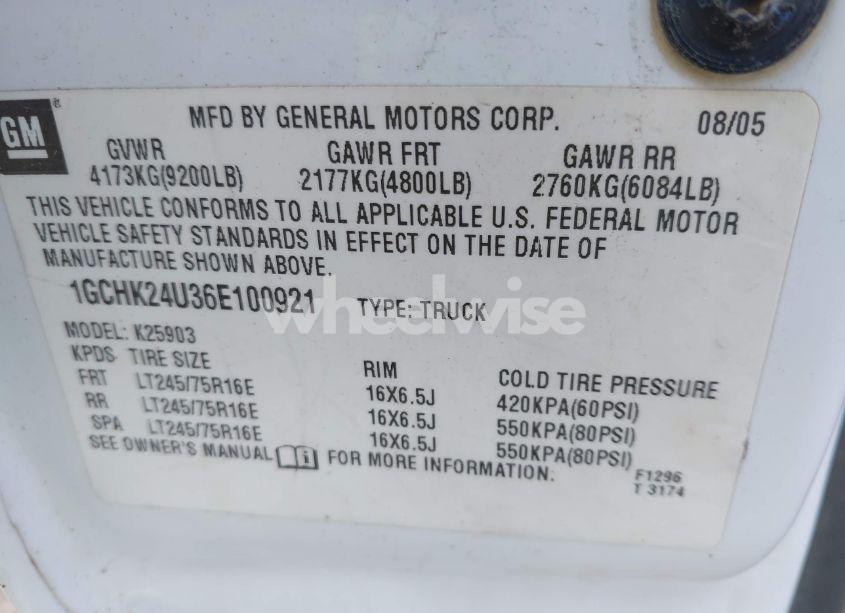 GM
®
MFD BY GENERAL MOTORS CORP. 08/05
GVWR GAWR FRT GAWR RR
4173KG(9200LB) 2177KG(4800LB) 2760KG(6084LB)
THIS VEHICLE CONFORMS TO ALL APPLICABLE U.S. FEDERAL MOTOR
VEHICLE SAFETY STANDARDS IN EFFECT ON THE DATE OF
MANUFACTURE SHOWN ABOVE.
1GCHK24U36E100921 TYPE: TRUCK
wheelwise
MODEL: K25903
KPDS TIRE SIZE RIM COLD TIRE PRESSURE
FRT LT245/75R16E 16X6.5J 420KPA(60PSI)
RR LT245/75R16E 16X6.5J 550KPA(80PSI)
SPA LT245/75R16E 16X6.5J 550KPA(80PSI)
SEE OWNER'S MANUAL FOR MORE INFORMATION.
F1296
T 3174